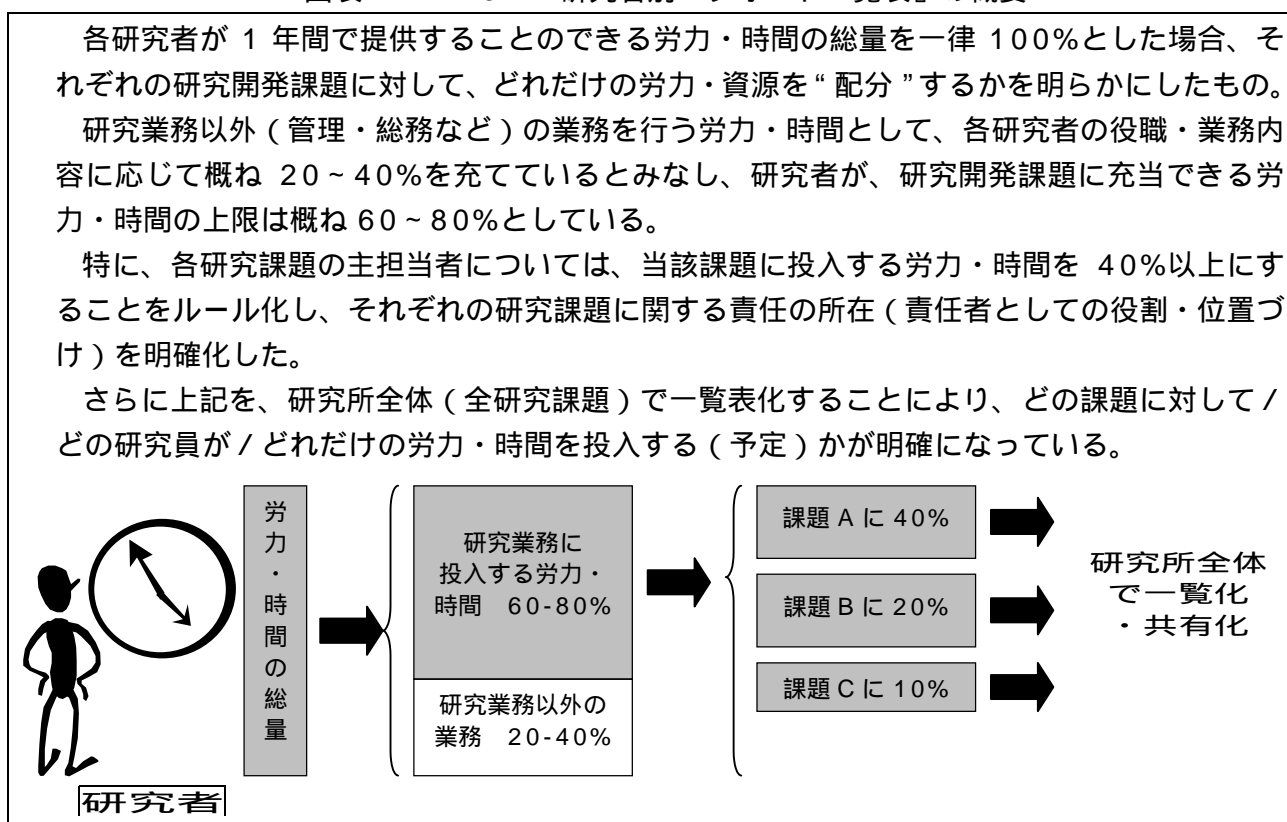 各研究者が 1 年間で提供することのできる労力・時間の総量を一律 100%とした場合、そ
れぞれの研究開発課題に対して、どれだけの労力・資源を“配分”するかを明らかにしたもの。
研究業務以外(管理・総務など)の業務を行う労力・時間として、各研究者の役職・業務内
容に応じて概ね 20~40%を充てているとみなし、研究者が、研究開発課題に充当できる労
力・時間の上限は概ね 60~80%としている。
特に、各研究課題の主担当者については、当該課題に投入する労力・時間を 40%以上にす
ることをルール化し、それぞれの研究課題に関する責任の所在(責任者としての役割・位置づ
け)を明確化した。
さらに上記を、研究所全体(全研究課題)で一覧表化することにより、どの課題に対して/
どの研究員が/どれだけの労力・時間を投入する(予定)かが明確になっている。
労力・時間の総量
研究業務に
投入する労力・
時間 60-80%
研究業務以外の
業務 20-40%
課題 A に 40%
課題 B に 20%
課題 C に 10%
研究所全体
で一覧化
・共有化
研究者